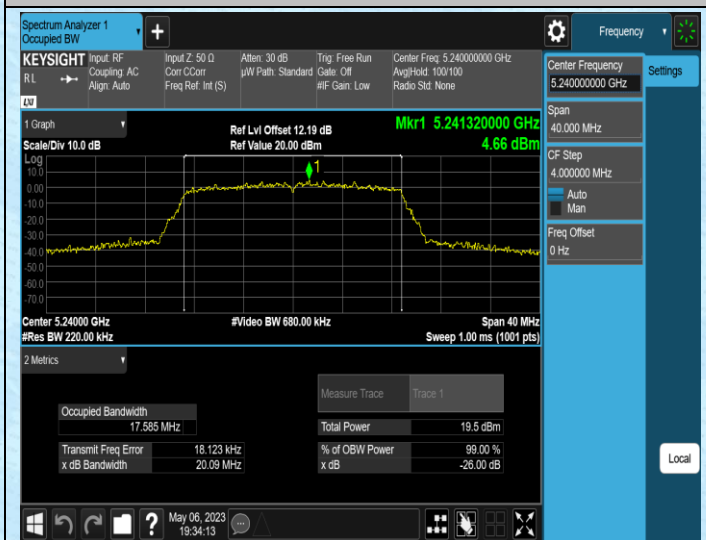 Spectrum Analyzer 1
Occupied BW
Frequency
KEYSIGHT Input: RF Input Z: 50 Ω Atten: 30 dB Trig: Free Run Center Freq: 5.240000000 GHz
RL Coupling: AC Corr CCorr µW Path: Standard Gate: Off Avg|Hold: 100/100
Align: Auto Freq Ref: Int (S) #IF Gain: Low Radio Std: None
LXI
Center Frequency
5.240000000 GHz
Settings
Span
40.000 MHz
CF Step
4.000000 MHz
Auto
Man
Freq Offset
0 Hz
1 Graph
Ref Lvl Offset 12.19 dB
Mkr1 5.241320000 GHz
Scale/Div 10.0 dB
Ref Value 20.00 dBm
4.66 dBm
Log
10.0
1
0.00
-10.0
-20.0
-30.0
-40.0
-50.0
-60.0
-70.0
Center 5.24000 GHz #Video BW 680.00 kHz Span 40 MHz
#Res BW 220.00 kHz Sweep 1.00 ms (1001 pts)
2 Metrics
Measure Trace Trace 1
Occupied Bandwidth
17.585 MHz
Total Power 19.5 dBm
Transmit Freq Error 18.123 kHz % of OBW Power 99.00 %
x dB Bandwidth 20.09 MHz x dB -26.00 dB
Local
May 06, 2023
19:34:13